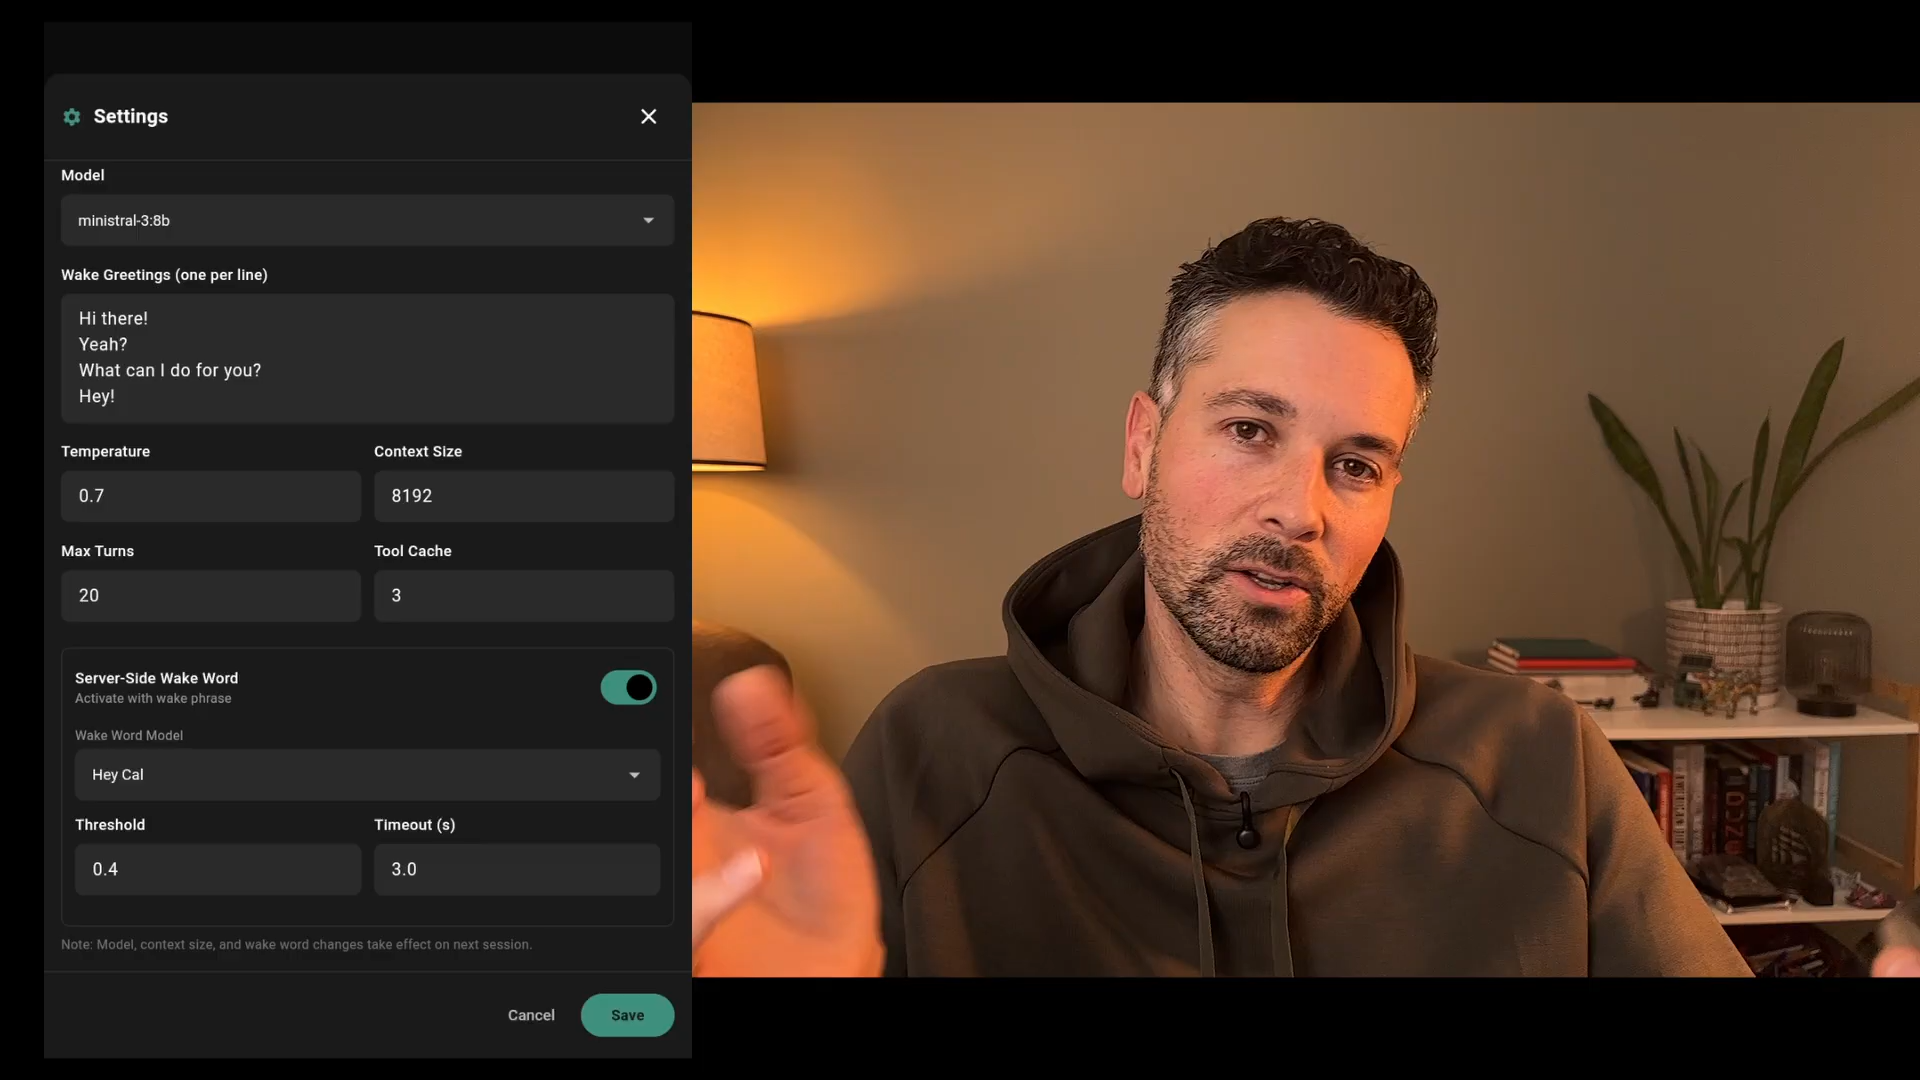 Settings
Model
ministral-3:8b
Wake Greetings (one per line)
Hi there!
Yeah?
What can I do for you?
Hey!
Temperature
Context Size
0.7
8192
Max Turns
Tool Cache
20
3
Server-Side Wake Word
Activate with wake phrase
Wake Word Model
Hey Cal
Threshold
Timeout (s)
0.4
3.0
Note: Model, context size, and wake word changes take effect on next session.
Cancel
Save